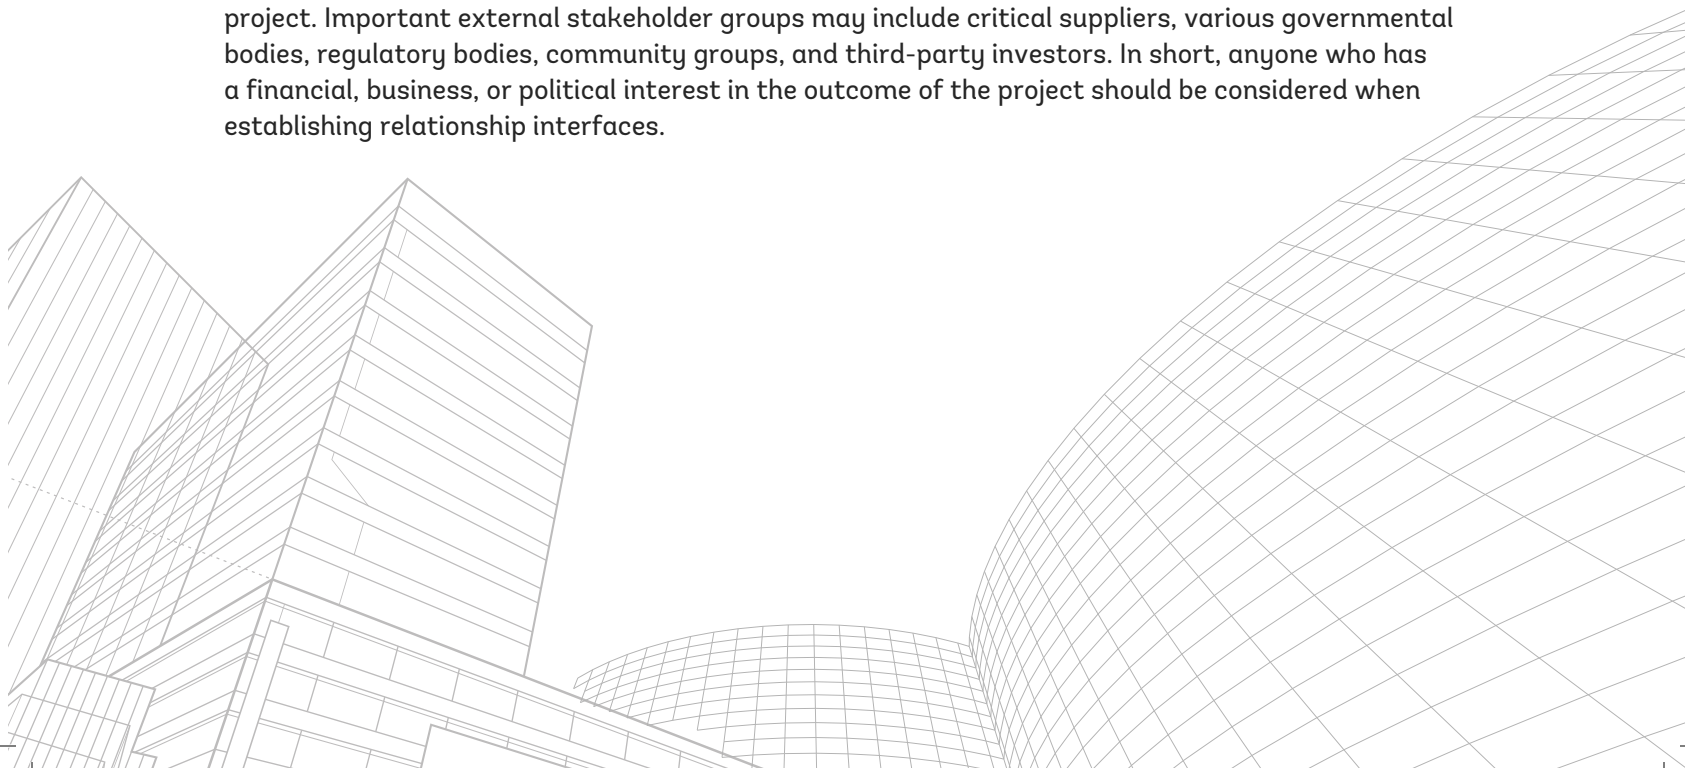 project. Important external stakeholder groups may include critical suppliers, various governmental
bodies, regulatory bodies, community groups, and third-party investors. In short, anyone who has
a financial, business, or political interest in the outcome of the project should be considered when
establishing relationship interfaces.